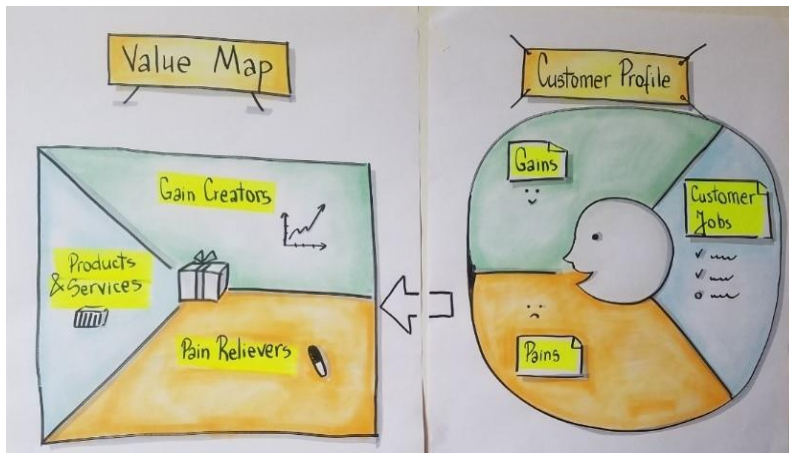 Value Map
Gain Creators
Products
& Services
Pain Relievers
Customer Profile
Gains
Customer
Jobs
Pains